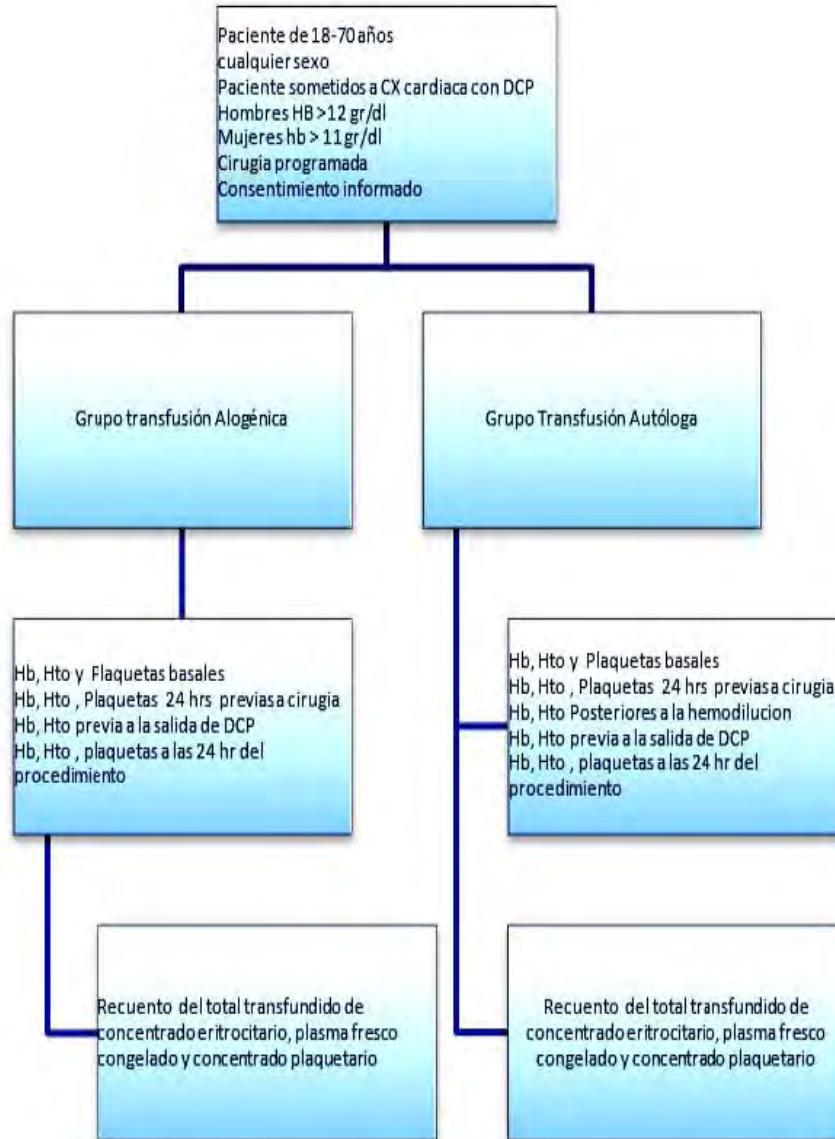 Paciente de 18-70 años
cualquier sexo
Paciente sometidos a CX cardiaca con DCP
Hombres HB >12 gr/dl
Mujeres hb > 11 gr/dl
Cirugia programada
Consentimiento informado
Grupo transfusión Alogénica
Grupo Transfusión Autóloga
Hb, Hto y Plaquetas basales
Hb, Hto , Plaquetas 24 hrs previas a cirugia
Hb, Hto previa a la salida de DCP
Hb, Hto , plaquetas a las 24 hr del
procedimiento
Hb, Hto y Plaquetas basales
Hb, Hto , Plaquetas 24 hrs previas a cirugia
Hb, Hto Posteriores a la hemodilucion
Hb, Hto previa a la salida de DCP
Hb, Hto , plaquetas a las 24 hr del
procedimiento
Recuento del total transfundido de
concentrado eritrocitario, plasma fresco
congelado y concentrado plaquetario
Recuento del total transfundido de
concentrado eritrocitario, plasma fresco
congelado y concentrado plaquetario